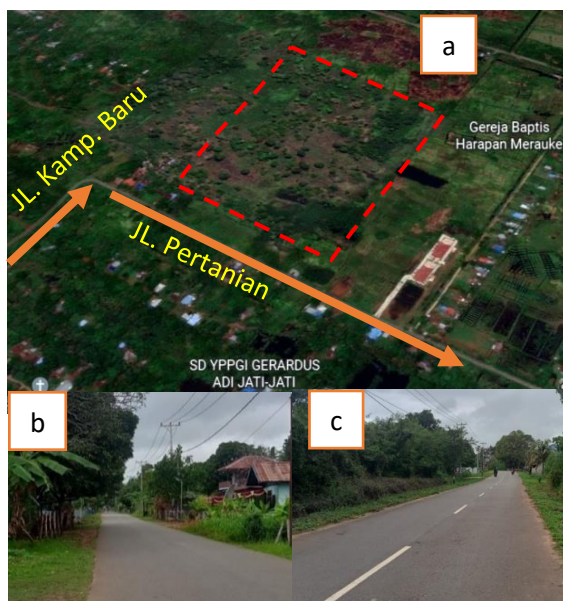 a
Gereja Baptis
Harapan Merauke
JL. Kamp. Baru
JL. Pertanian
SD YPPGI GERARDUS
ADI JATI-JATI
b
c